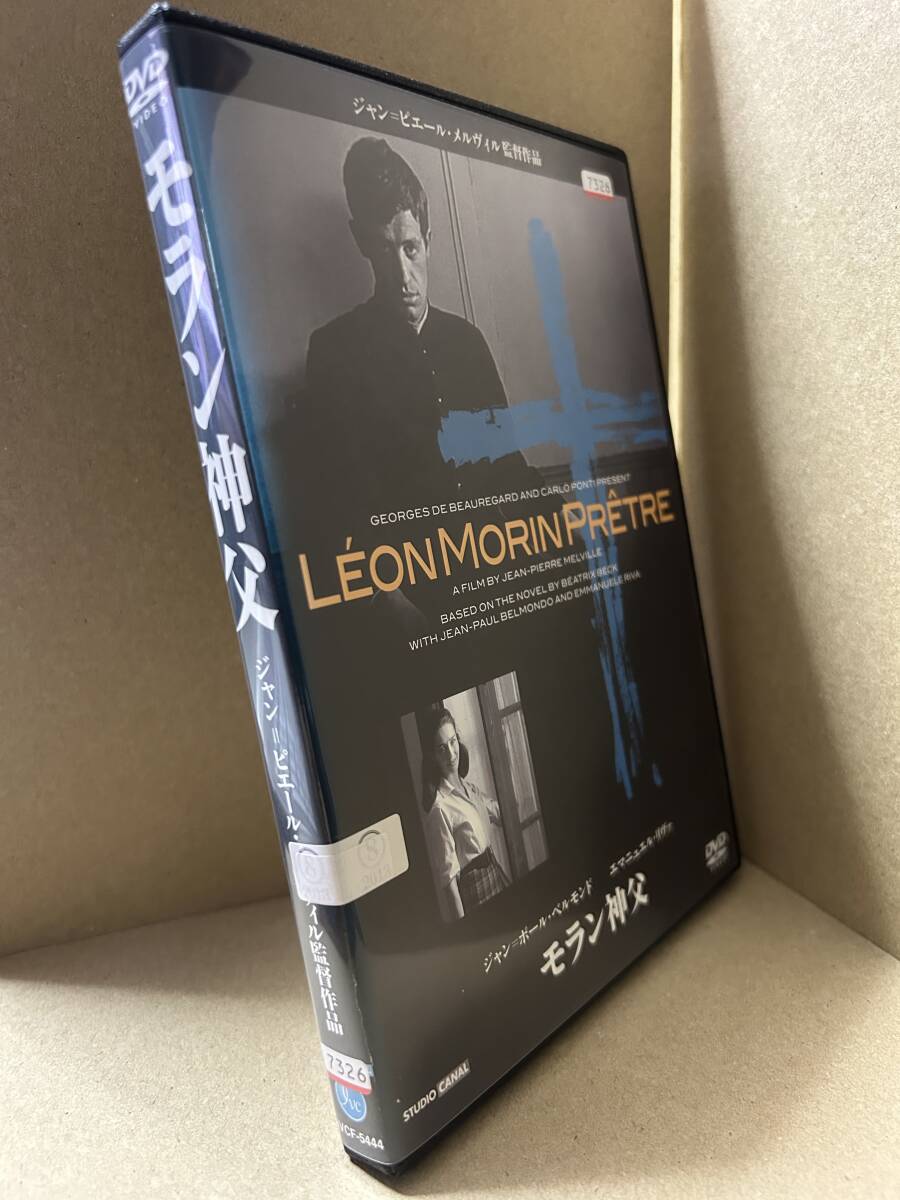 DVD
VIDEO
モラン神父
ジャン=ピエール・
ィル監督作品
7326
IVC
VCF-5444
ジャン=ピエール・メルヴィル監督作品
7326
GEORGES DE BEAUREGARD AND CARLO PONTI PRESENT
LÉON MORIN PRÊTRE
A FILM BY JEAN-PIERRE MELVILLE
BASED ON THE NOVEL BY BÉATRIX BECK
WITH JEAN-PAUL BELMONDO AND EMMANUELE RIVA
8
2013
ジャン=ポール・ベルモンド エマニュエル・リヴァ
モラン神父
DVD
STUDIO CANAL